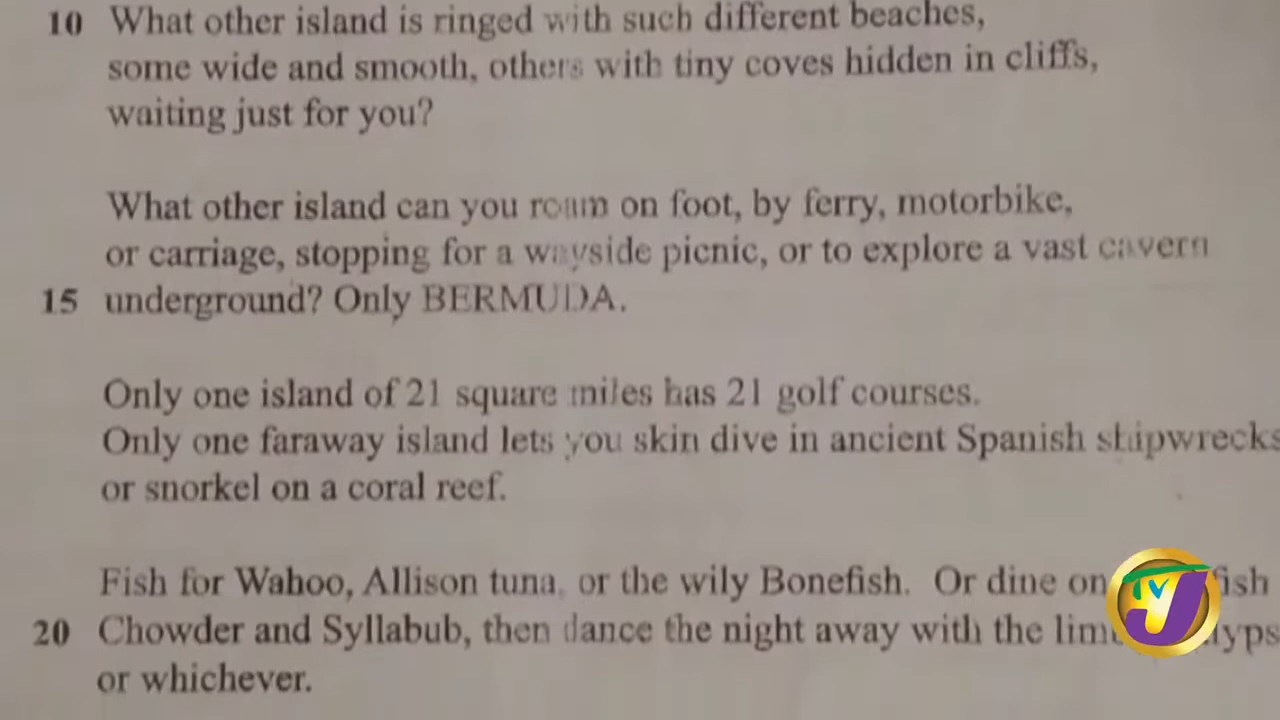 10 What other island is ringed with such different beaches,
some wide and smooth, others with tiny coves hidden in cliffs,
waiting just for you?
What other island can you roam on foot, by ferry, motorbike,
or carriage, stopping for a wayside picnic, or to explore a vast cavern
15 underground? Only BERMUDA.
Only one island of 21 square miles has 21 golf courses.
Only one faraway island lets you skin dive in ancient Spanish shipwrecks
or snorkel on a coral reef.
Fish for Wahoo, Allison tuna, or the wily Bonefish. Or dine on fish
20 Chowder and Syllabub, then dance the night away with the
or whichever.
TVJ